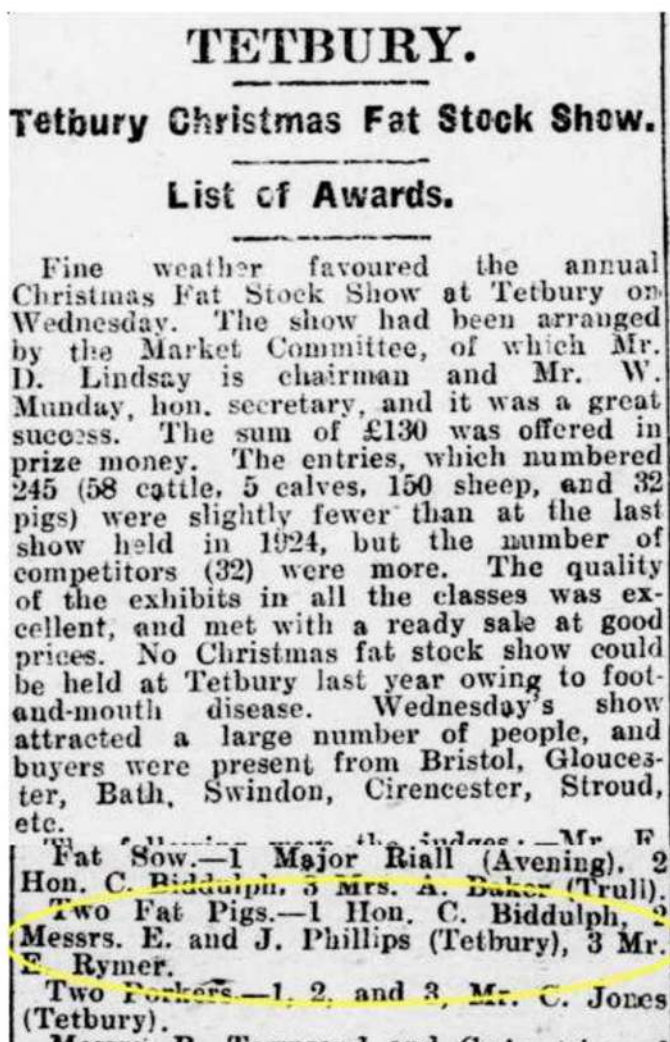 TETBURY.
Tetbury Christmas Fat Stock Show.
List of Awards.
Fine weather favoured the annual
Christmas Fat Stock Show at Tetbury on
Wednesday. The show had been arranged
by the Market Committee, of which Mr.
D. Lindsay is chairman and Mr. W.
Munday, hon. secretary, and it was a great
success. The sum of £130 was offered in
prize money. The entries, which numbered
245 (58 cattle, 5 calves, 150 sheep, and 32
pigs) were slightly fewer than at the last
show held in 1924, but the number of
competitors (32) were more. The quality
of the exhibits in all the classes was ex-
cellent, and met with a ready sale at good
prices. No Christmas fat stock show could
be held at Tetbury last year owing to foot-
and-mouth disease. Wednesday's show
attracted a large number of people, and
buyers were present from Bristol, Glouces-
ter, Bath, Swindon, Cirencester, Stroud,
etc.
The following were the judges:—Mr. F.
Fat Sow.—1 Major Riall (Avening), 2
Hon. C. Biddulph, 3 Mrs. A. Baker (Trull).
Two Fat Pigs.—1 Hon. C. Biddulph, 2
Messrs. E. and J. Phillips (Tetbury), 3 Mr.
E. Rymer.
Two Porkers—1, 2, and 3, Mr. C. Jones
(Tetbury).